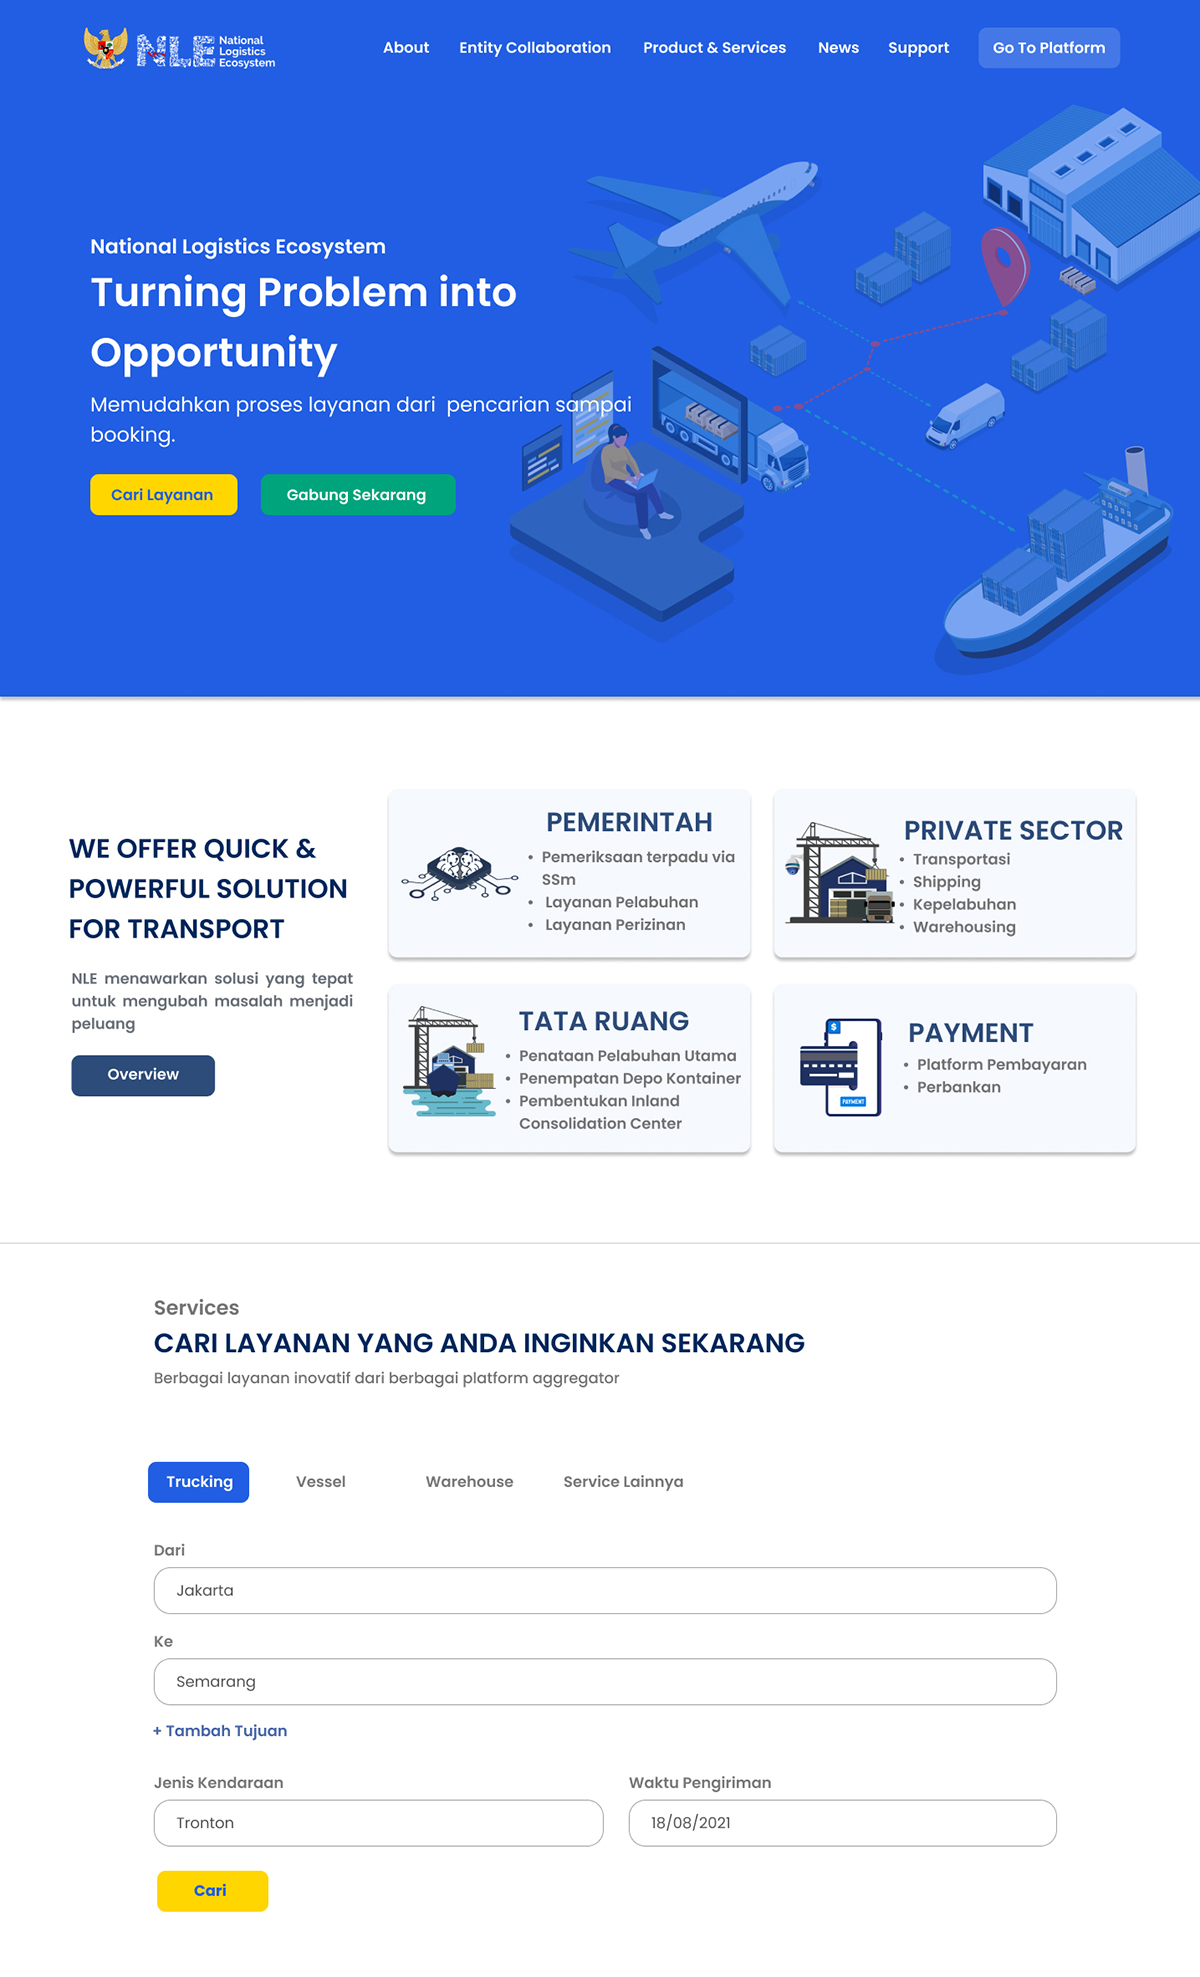 NLE National
Logistics
Ecosystem
About
Entity Collaboration
Product & Services
News
Support
Go To Platform
National Logistics Ecosystem
Turning Problem into
Opportunity
Memudahkan proses layanan dari pencarian sampai
booking.
Cari Layanan
Gabung Sekarang
WE OFFER QUICK &
POWERFUL SOLUTION
FOR TRANSPORT
NLE menawarkan solusi yang tepat
untuk mengubah masalah menjadi
peluang
Overview
PEMERINTAH
• Pemeriksaan terpadu via
SSm
• Layanan Pelabuhan
• Layanan Perizinan
PRIVATE SECTOR
• Transportasi
• Shipping
• Kepelabuhan
• Warehousing
TATA RUANG
• Penataan Pelabuhan Utama
• Penempatan Depo Kontainer
• Pembentukan Inland
Consolidation Center
$
PAYMENT
PAYMENT
• Platform Pembayaran
• Perbankan
Services
CARI LAYANAN YANG ANDA INGINKAN SEKARANG
Berbagai layanan inovatif dari berbagai platform aggregator
Trucking
Vessel
Warehouse
Service Lainnya
Dari
Jakarta
Ke
Semarang
+ Tambah Tujuan
Jenis Kendaraan
Tronton
Waktu Pengiriman
18/08/2021
Cari